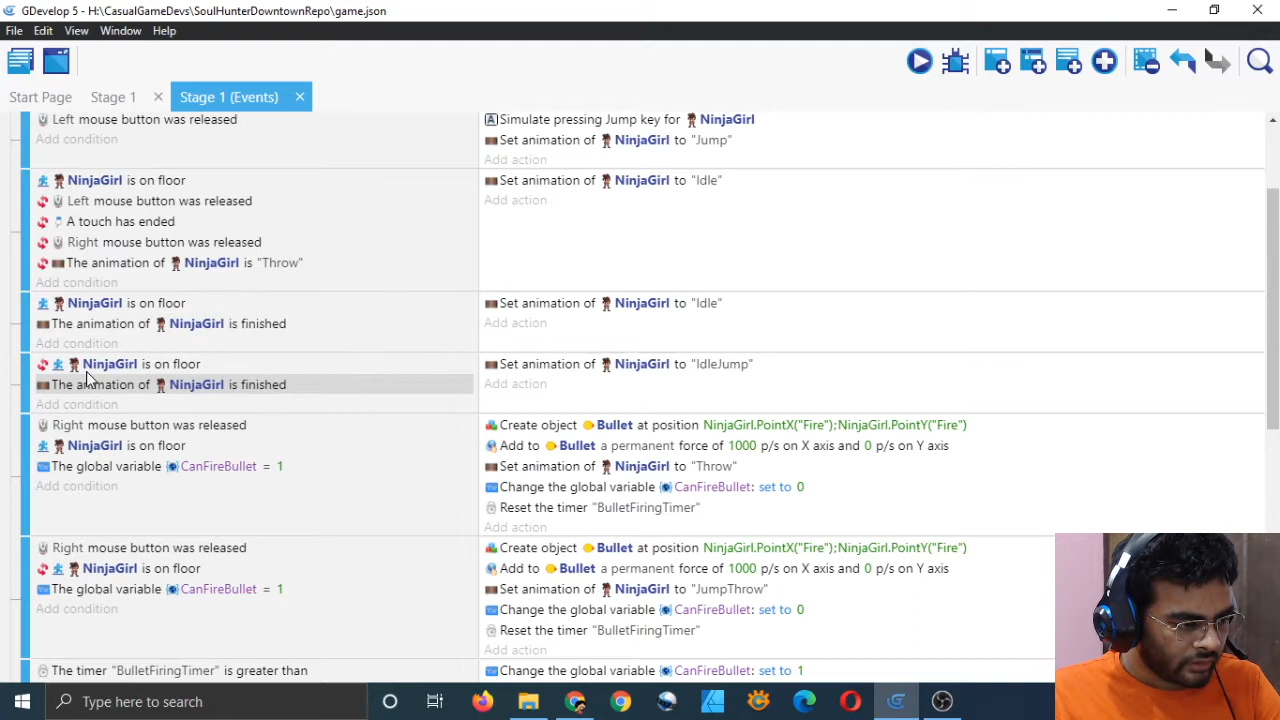 GDevelop 5 - H:\CasualGameDevs\SoulHunterDowntownRepo\game.json
File Edit View Window Help
Start Page Stage 1 Stage 1 (Events)
Left mouse button was released
Simulate pressing Jump key for NinjaGirl
Add condition
Set animation of NinjaGirl to "Jump"
Add action
NinjaGirl is on floor
Set animation of NinjaGirl to "Idle"
Left mouse button was released
Add action
A touch has ended
Right mouse button was released
The animation of NinjaGirl is "Throw"
Add condition
NinjaGirl is on floor
Set animation of NinjaGirl to "Idle"
The animation of NinjaGirl is finished
Add action
Add condition
NinjaGirl is on floor
Set animation of NinjaGirl to "IdleJump"
The animation of NinjaGirl is finished
Add action
Add condition
Right mouse button was released
Create object Bullet at position NinjaGirl.PointX("Fire");NinjaGirl.PointY("Fire")
NinjaGirl is on floor
Add to Bullet a permanent force of 1000 p/s on X axis and 0 p/s on Y axis
The global variable CanFireBullet = 1
Set animation of NinjaGirl to "Throw"
Add condition
Change the global variable CanFireBullet: set to 0
Reset the timer "BulletFiringTimer"
Add action
Right mouse button was released
Create object Bullet at position NinjaGirl.PointX("Fire");NinjaGirl.PointY("Fire")
NinjaGirl is on floor
Add to Bullet a permanent force of 1000 p/s on X axis and 0 p/s on Y axis
The global variable CanFireBullet = 1
Set animation of NinjaGirl to "JumpThrow"
Add condition
Change the global variable CanFireBullet: set to 0
Reset the timer "BulletFiringTimer"
Add action
The timer "BulletFiringTimer" is greater than
Change the global variable CanFireBullet: set to 1
Type here to search